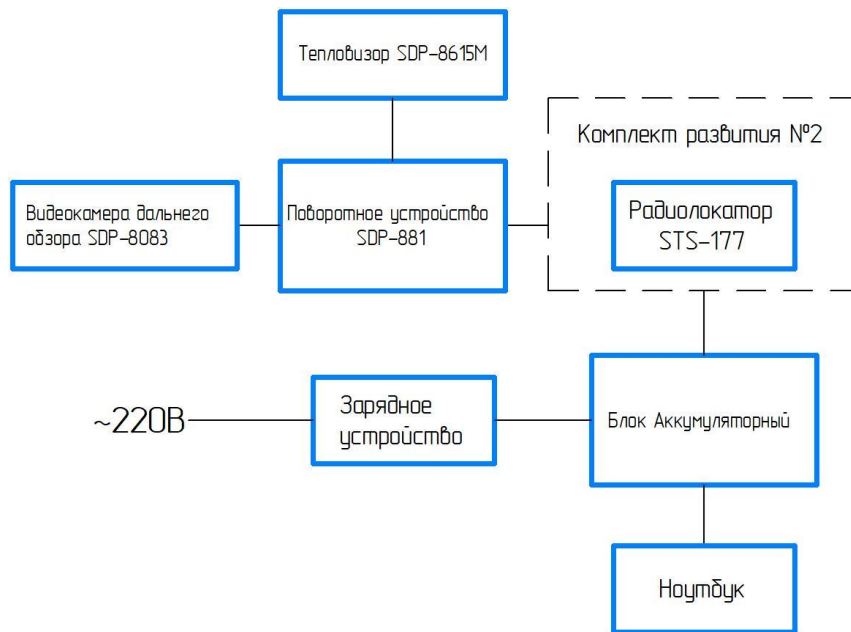 Тепловизор SDP-8615M
Комплект развития №2
Видеокамера дальнего
обзора SDP-8083
Поворотное устройство
SDP-881
Радиолокатор
STS-177
~220В
Зарядное
устройство
Блок Аккумуляторный
Ноутбук